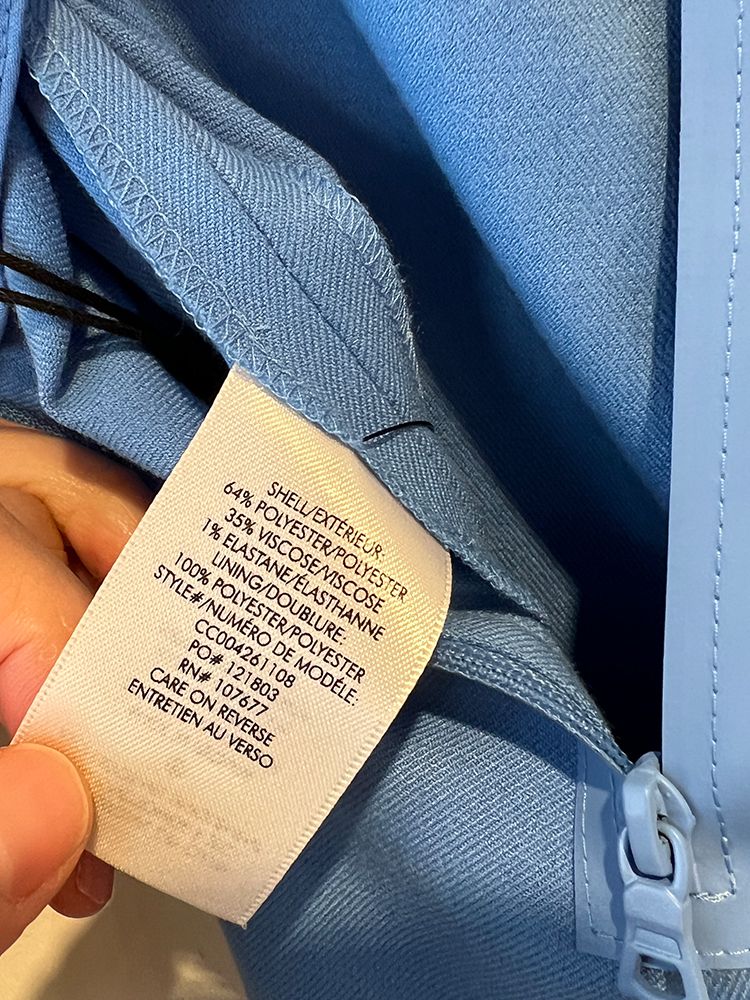 SHELL/EXTÉRIEUR.
64% POLYESTER/POLYESTER
35% VISCOSE/VISCOSE
1% ELASTANE/ÉLASTHANNE
LINING/DOUBLURE.
100% POLYESTER/POLYESTER
STYLE#/NUMÉRO DE MODÉLE:
CC004261108
PO# 121803
RN# 107677
CARE ON REVERSE
ENTRETIEN AU VERSO